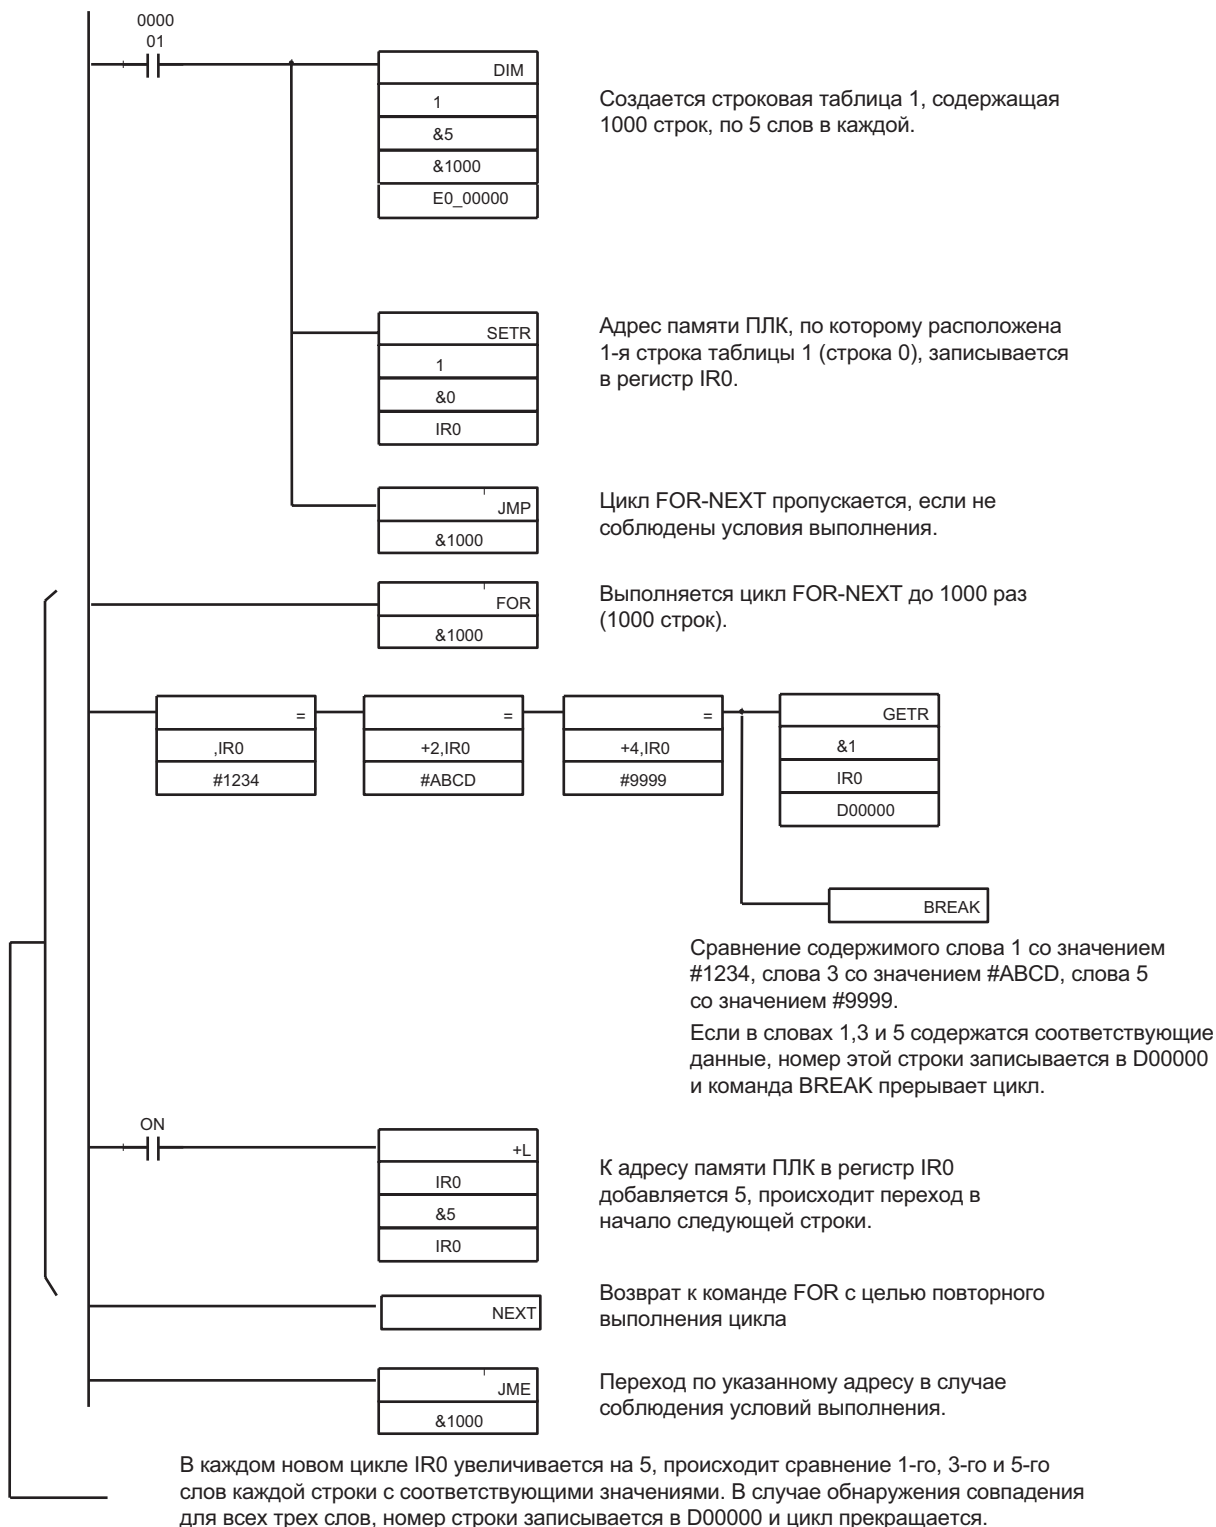 0000
01
DIM
1
&5
&1000
E0_00000
Создается строковая таблица 1, содержащая
1000 строк, по 5 слов в каждой.
SETR
1
&0
IR0
Адрес памяти ПЛК, по которому расположена
1-я строка таблицы 1 (строка 0), записывается
в регистр IR0.
JMP
&1000
Цикл FOR-NEXT пропускается, если не
соблюдены условия выполнения.
FOR
&1000
Выполняется цикл FOR-NEXT до 1000 раз
(1000 строк).
=
,IR0
#1234
=
+2,IR0
#ABCD
=
+4,IR0
#9999
GETR
&1
IR0
D00000
BREAK
Сравнение содержимого слова 1 со значением
#1234, слова 3 со значением #ABCD, слова 5
со значением #9999.
Если в словах 1,3 и 5 содержатся соответствующие
данные, номер этой строки записывается в D00000
и команда BREAK прерывает цикл.
ON
+L
IR0
&5
IR0
К адресу памяти ПЛК в регистр IR0
добавляется 5, происходит переход в
начало следующей строки.
NEXT
Возврат к команде FOR с целью повторного
выполнения цикла
JME
&1000
Переход по указанному адресу в случае
соблюдения условий выполнения.
В каждом новом цикле IR0 увеличивается на 5, происходит сравнение 1-го, 3-го и 5-го
слов каждой строки с соответствующими значениями. В случае обнаружения совпадения
для всех трех слов, номер строки записывается в D00000 и цикл прекращается.